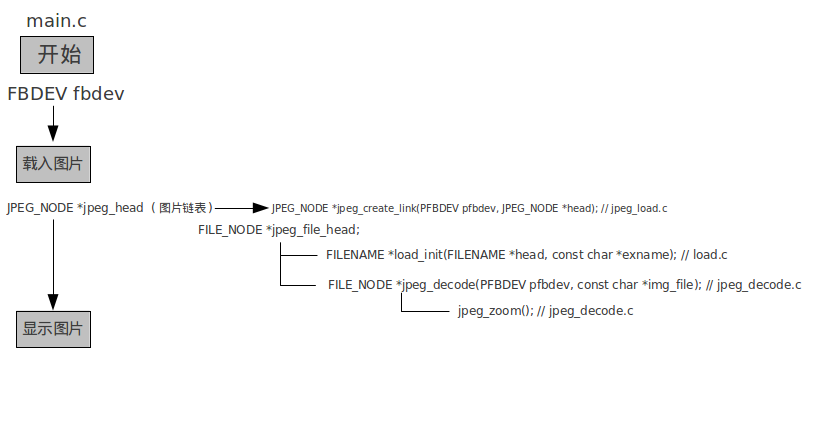 main.c
开始
FBDEV fbdev
载入图片
JPEG_NODE *jpeg_head （图片链表）
JPEG_NODE *jpeg_create_link(PFBDEV pfbdev, JPEG_NODE *head); // jpeg_load.c
FILE_NODE *jpeg_file_head;
FILENAME *load_init(FILENAME *head, const char *exname); // load.c
FILE_NODE *jpeg_decode(PFBDEV pfbdev, const char *img_file); // jpeg_decode.c
jpeg_zoom(); // jpeg_decode.c
显示图片